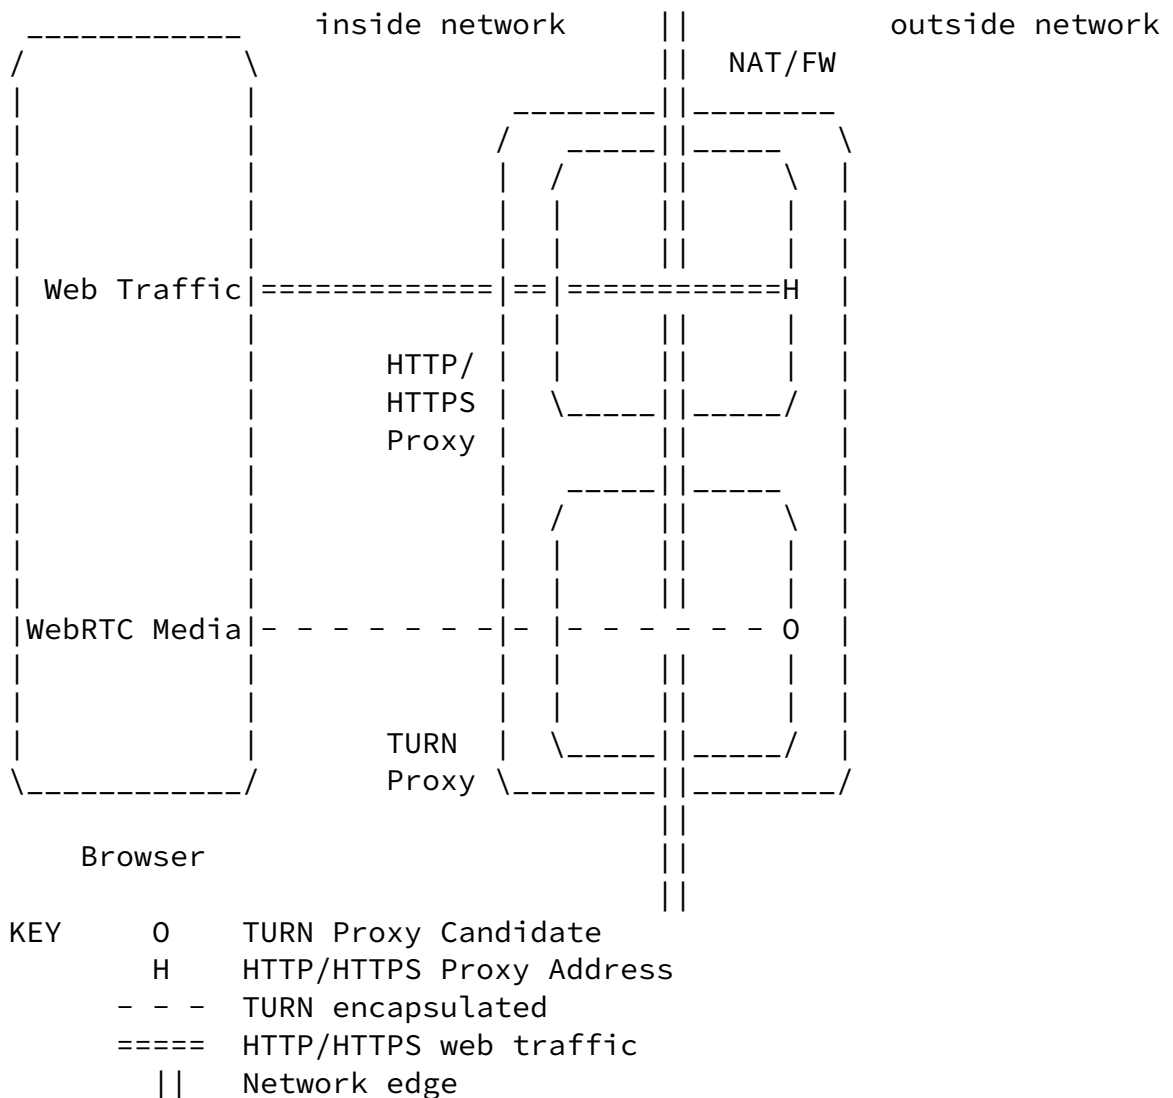 inside network || outside network
NAT/FW
Web Traffic|=============|==|============H
HTTP/
HTTPS
Proxy
|WebRTC Media|- - - - - - -|- |- - - - - - O |
TURN
Proxy
Browser
KEY O TURN Proxy Candidate
H HTTP/HTTPS Proxy Address
- - - TURN encapsulated
===== HTTP/HTTPS web traffic
|| Network edge